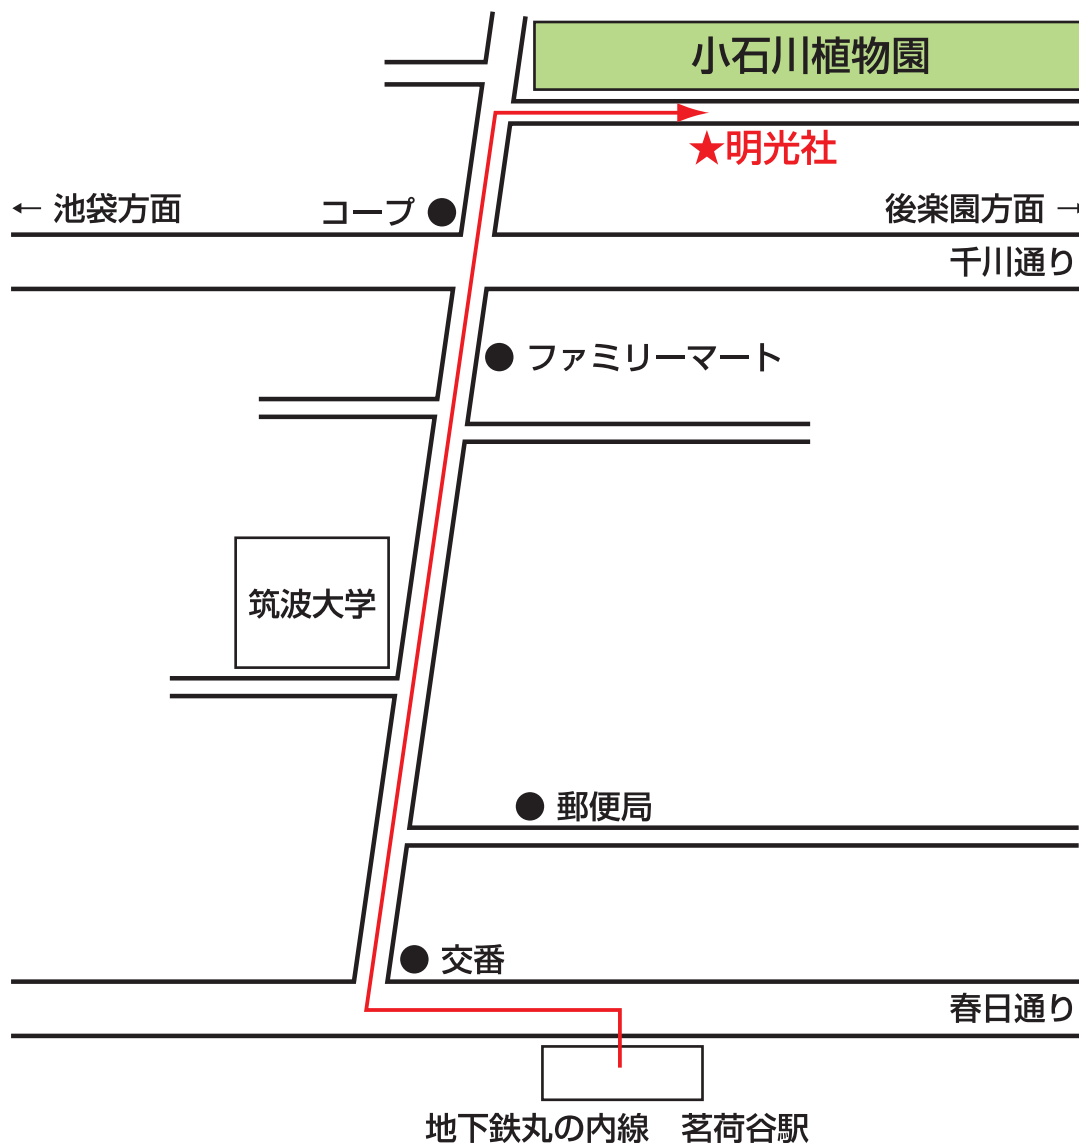 小石川植物園
★明光社
← 池袋方面
コープ
後楽園方面 →
千川通り
ファミリーマート
筑波大学
郵便局
交番
春日通り
地下鉄丸の内線 茗荷谷駅